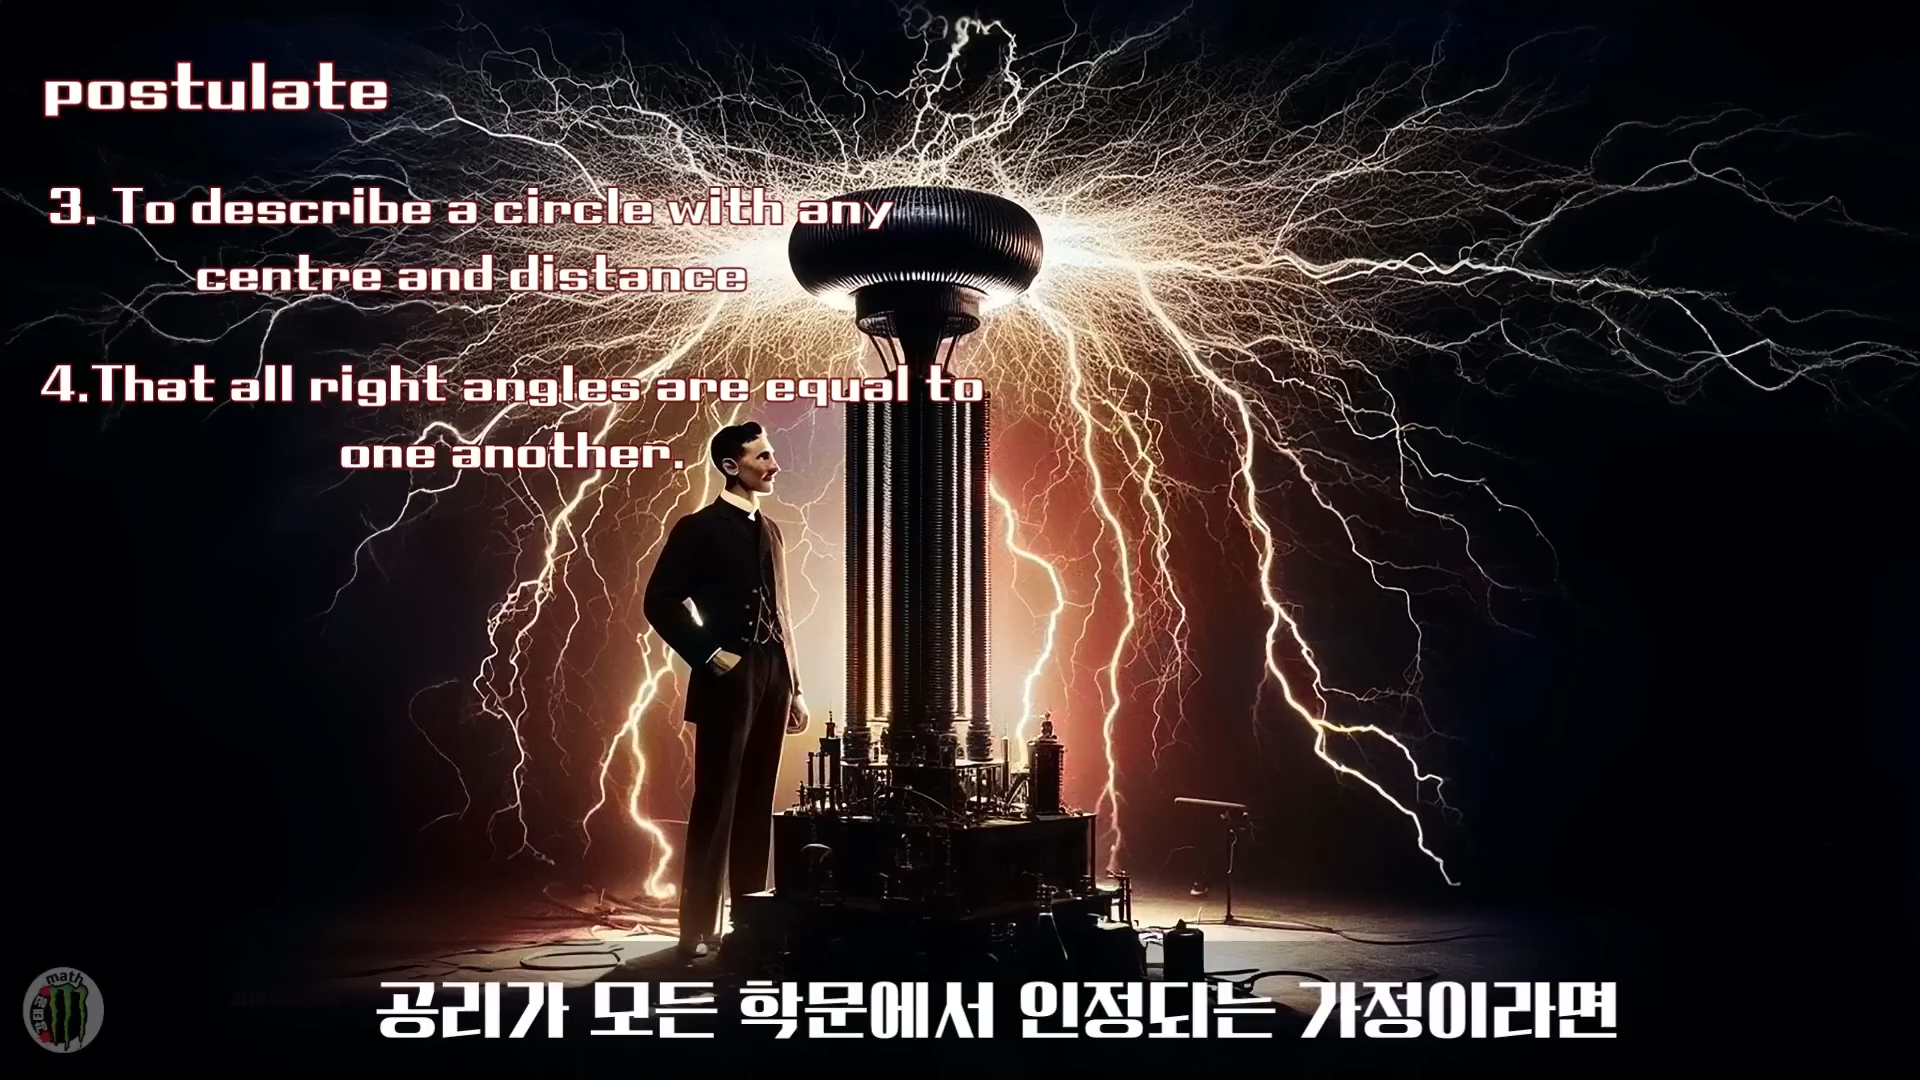 postulate
3. To describe a circle with any
centre and distance
4.That all right angles are equal to
one another.
math
공리가 모든 학문에서 인정되는 가정이라면